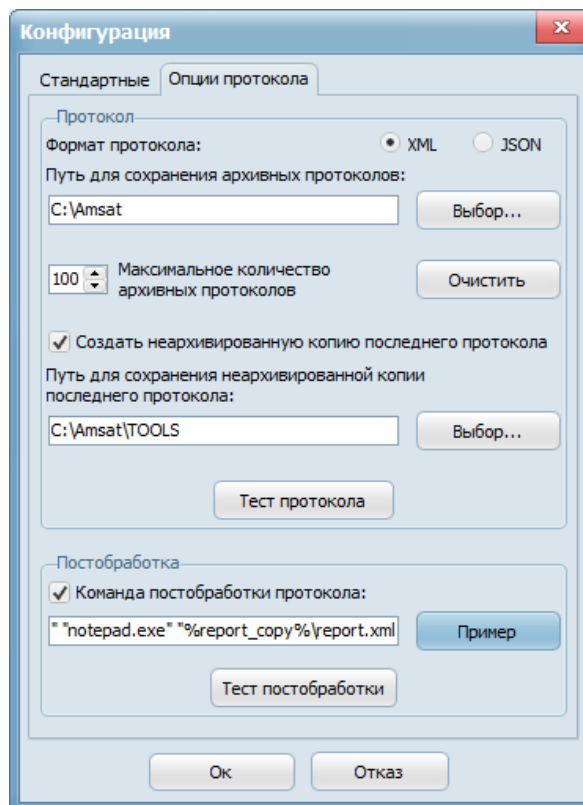 Конфигурация
Стандартные Опции протокола
Протокол
Формат протокола: XML JSON
Путь для сохранения архивных протоколов:
C:\Amsat Выбор...
100 Максимальное количество
архивных протоколов Очистить
Создать неархивированную копию последнего протокола
Путь для сохранения неархивированной копии
последнего протокола:
C:\Amsat\TOOLS Выбор...
Тест протокола
Постобработка
Команда постобработки протокола:
" "notepad.exe" "%report_copy%\report.xml Пример
Тест постобработки
Ок Отказ